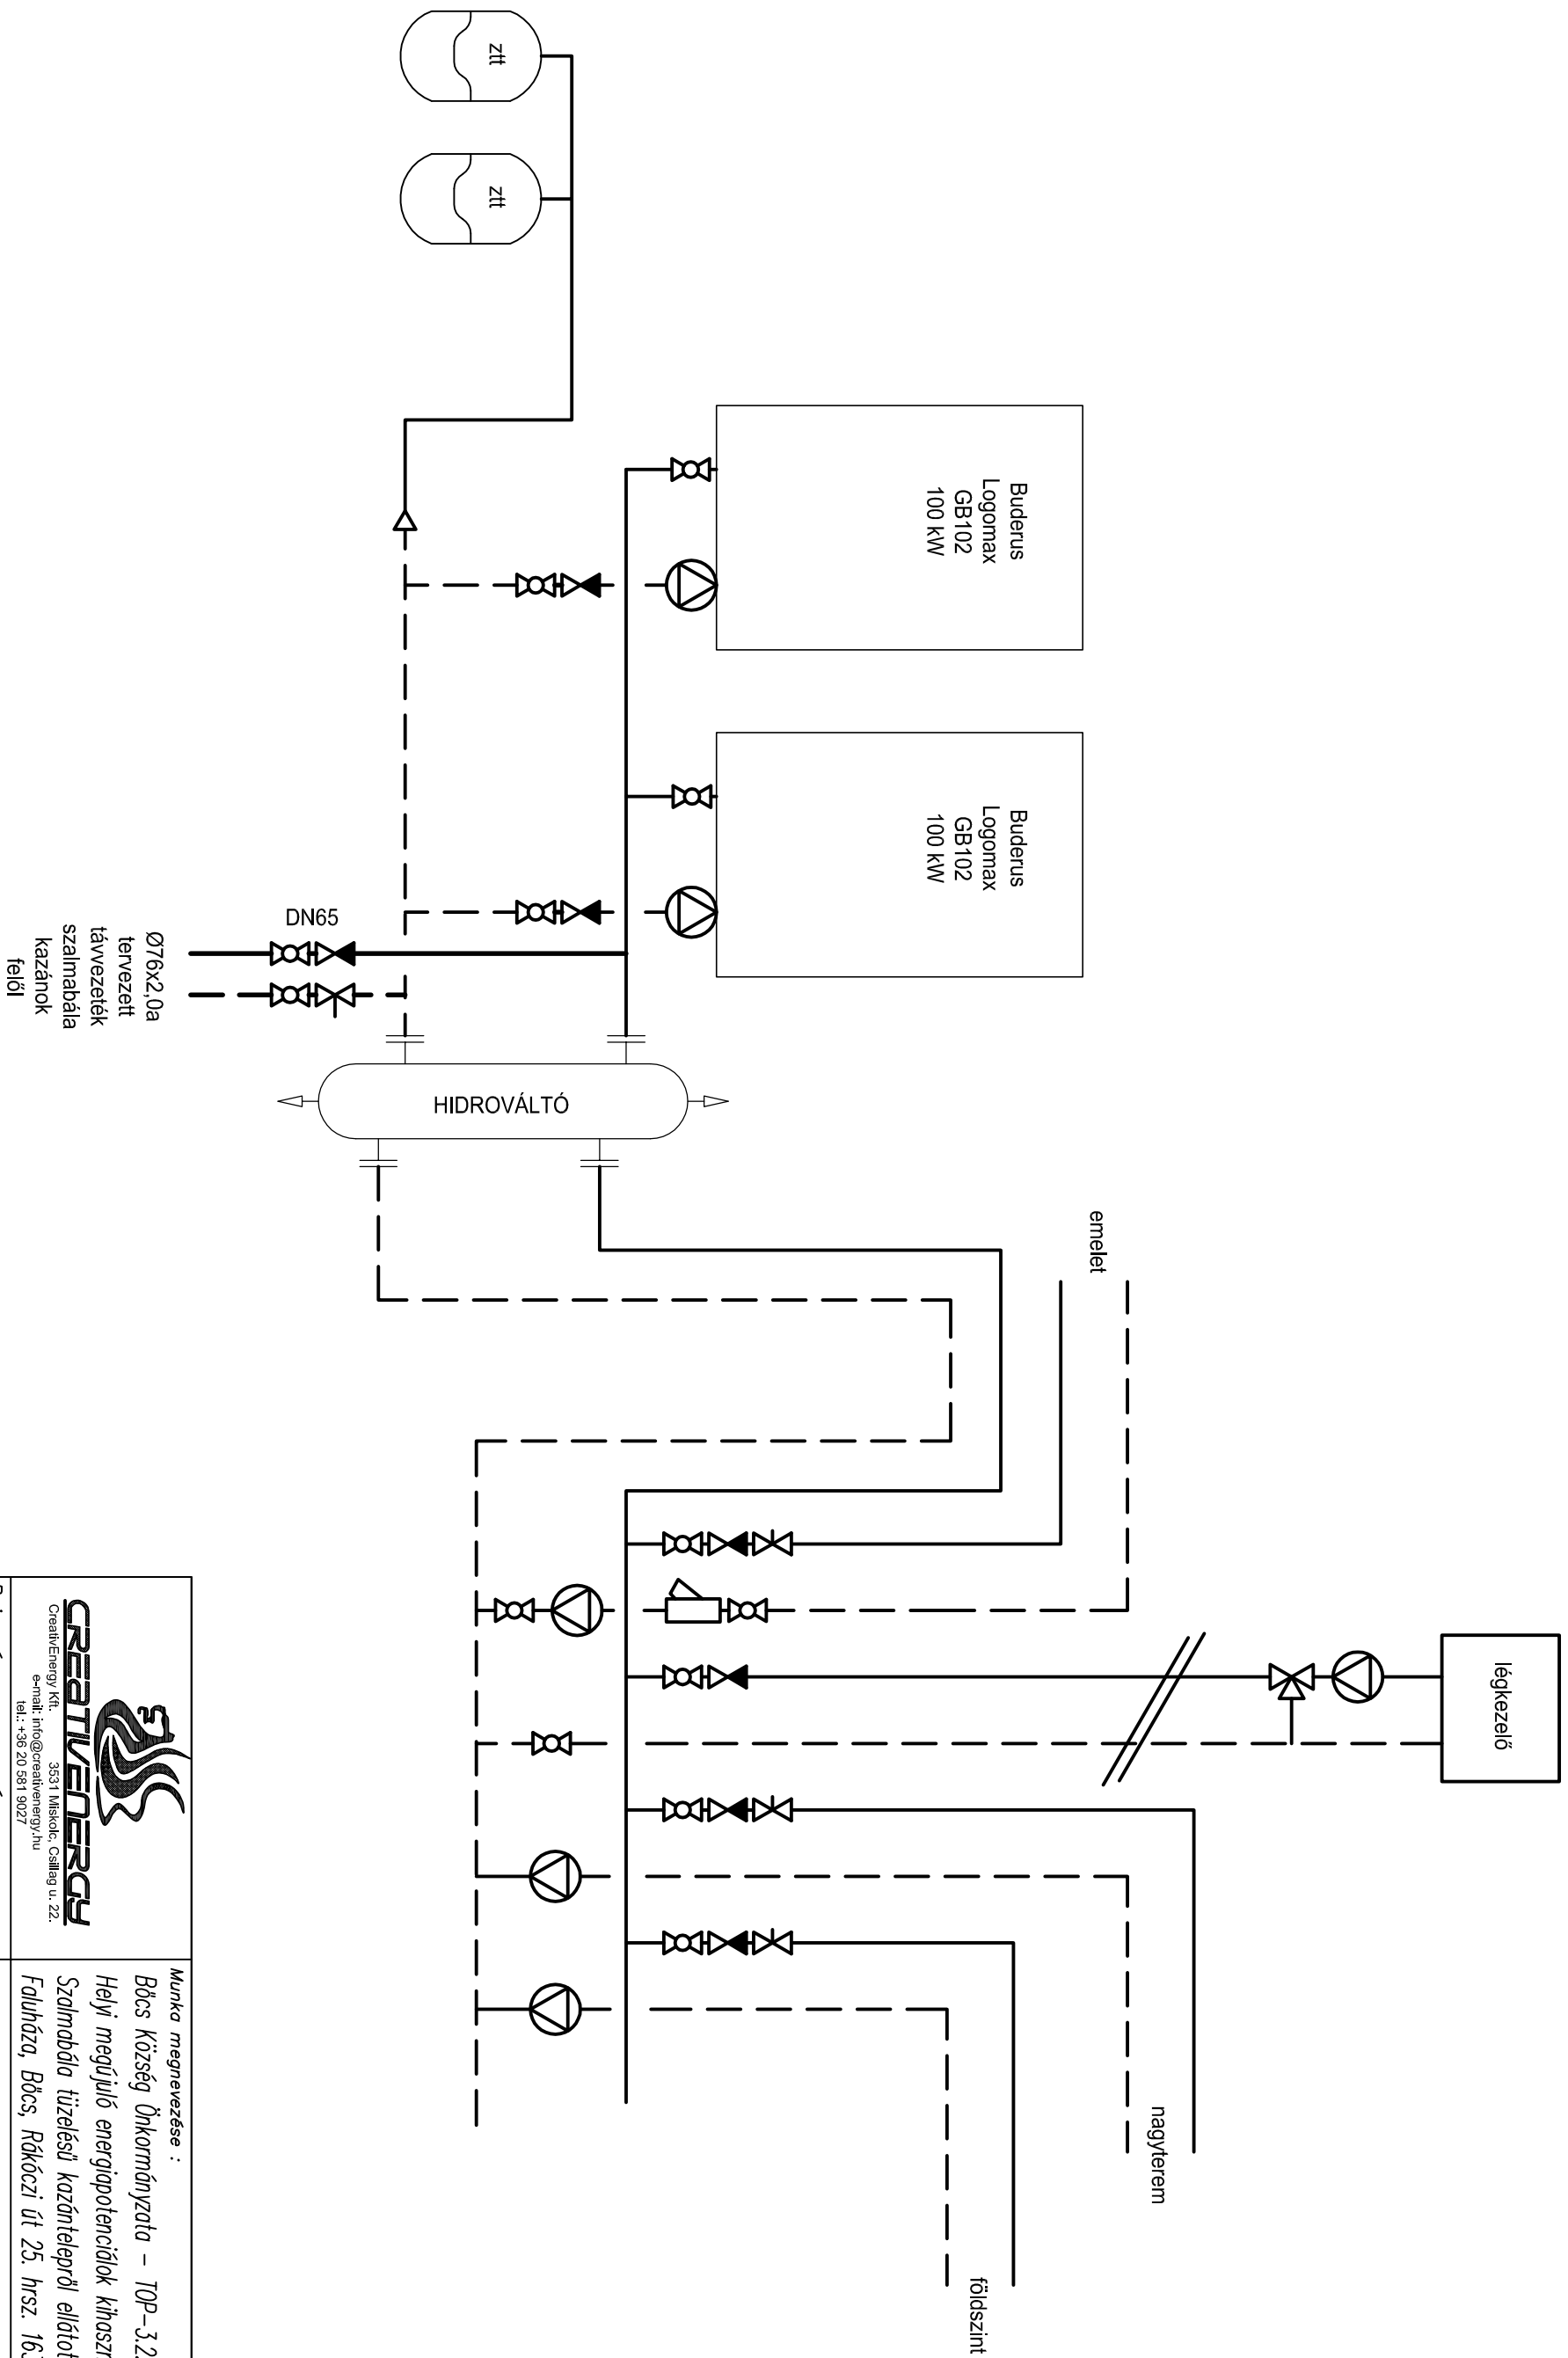 ztt
ztt
Buderus
Logomax
GB102
100 kW
Buderus
Logomax
GB102
100 kW
DN65
Ø76x2,0a
tervezett
távvezeték
szalmabála
kazánok
felől
HIDROVÁLTÓ
emelet
légkezelő
nagyterem
földszint
CREATIVENERGY
CreativEnergy Kft. 3531 Miskolc, Csillag u. 22.
e-mail: info@creativenergy.hu
tel.: +36 20 581 9027
Munka megnevezése :
Bőcs Község Önkormányzata - TOP-3.2.
Helyi megújuló energiapotenciálok
Szalmabála tüzelésű kazántelepről
Faluháza, Bőcs, Rákóczi út 25. hrsz.